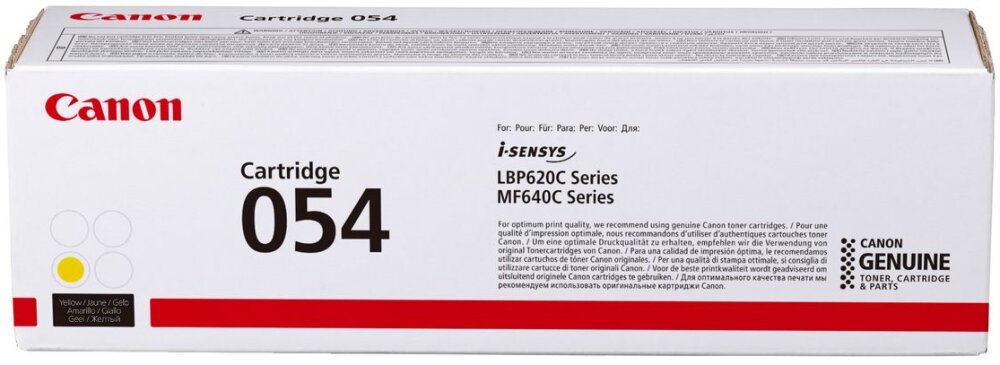 Canon Cartridge 054
Canon
Cartridge
054
For: Pour: Für: Para: Per: Voor: Для:
i-SENSYS
LBP620C Series
MF640C Series
For optimum print quality, we recommend using genuine Canon toner cartridges. / Pour une
qualité d'impression optimale, nous recommandons d'utiliser d'authentiques cartouches toner
Canon. / Um eine optimale Druckqualität zu erhalten, empfehlen wir die Verwendung von
original Tonercartridges von Canon. / Para una calidad de impresión óptima, le recomendamos
utilizar cartuchos de tóner Canon originales. / Per una qualità di stampa ottimale, si consiglia di
utilizzare cartucce di toner originali Canon. / Voor de beste printkwaliteit wordt geadviseerd om
uitsluitend originele Canon cartridges te gebruiken. / Для оптимального качества печати мы
рекомендуем использовать оригинальные картриджи Canon.
CANON
GENUINE
TONER, CARTRIDGE
& PARTS
Yellow / Jaune / Gelb
Amarillo / Giallo
Geel / Желтый